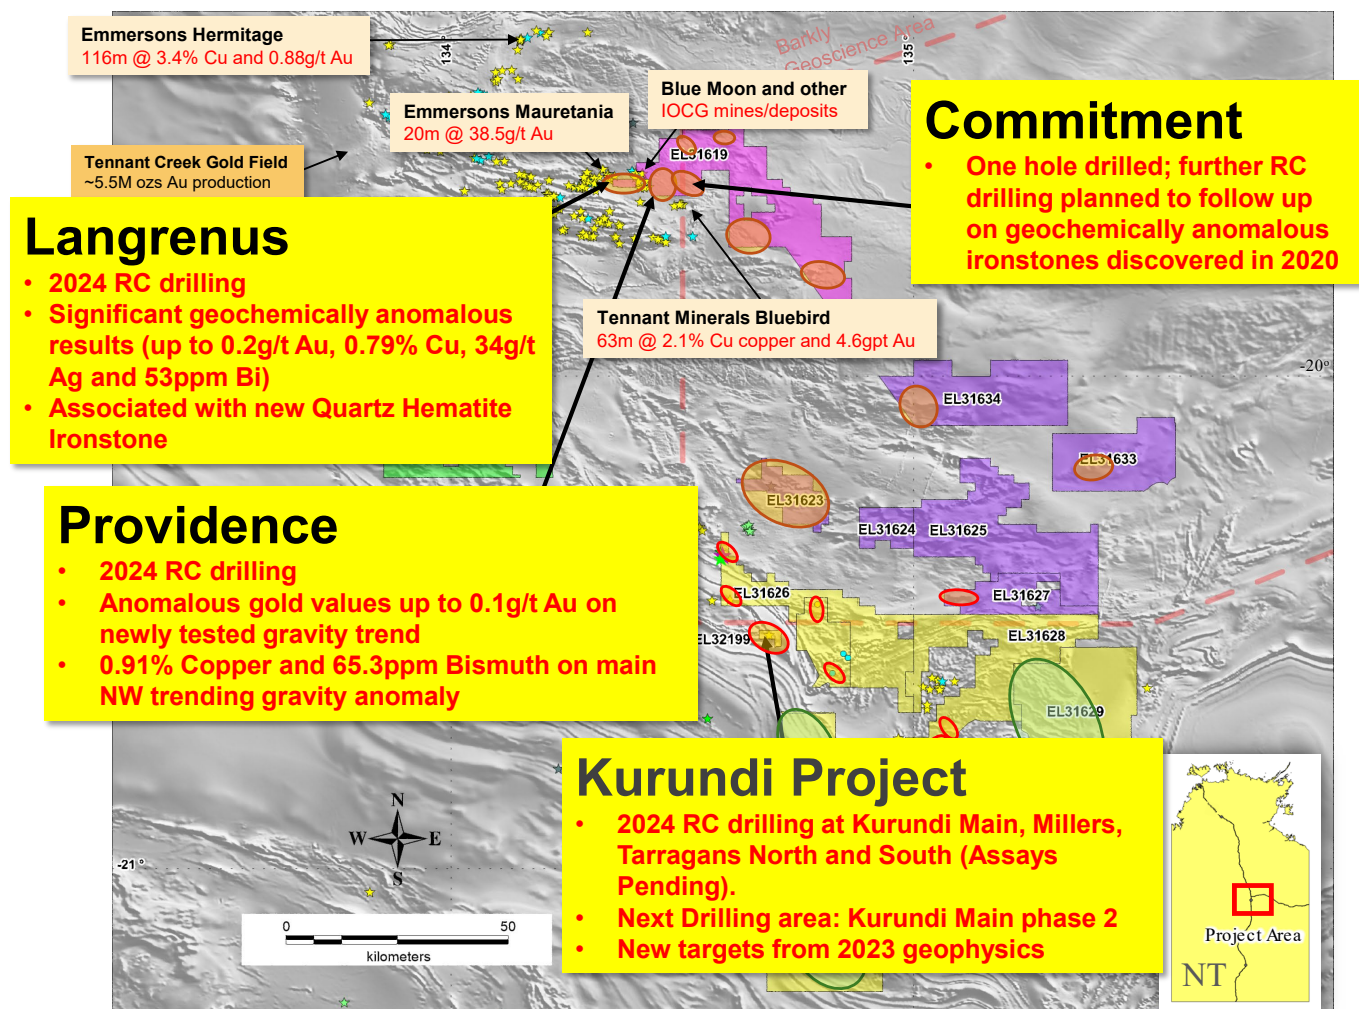 Emmersons Hermitage
116m @ 3.4% Cu and 0.88g/t Au
134 °
Barkly
Geoscience Area
135 °
Emmersons Mauretania
20m @ 38.5g/t Au
Blue Moon and other
IOCG mines/deposits
Commitment
• One hole drilled; further RC
drilling planned to follow up
on geochemically anomalous
ironstones discovered in 2020
Tennant Creek Gold Field
~5.5M ozs Au production
EL31619
Langrenus
• 2024 RC drilling
• Significant geochemically anomalous
results (up to 0.2g/t Au, 0.79% Cu, 34g/t
Ag and 53ppm Bi)
• Associated with new Quartz Hematite
Ironstone
Tennant Minerals Bluebird
63m @ 2.1% Cu copper and 4.6gpt Au
-20°
EL31634
EL31633
EL31623
EL31624
EL31625
EL31626
EL31627
EL32199
EL31628
EL31629
Providence
• 2024 RC drilling
• Anomalous gold values up to 0.1g/t Au on
newly tested gravity trend
• 0.91% Copper and 65.3ppm Bismuth on main
NW trending gravity anomaly
Kurundi Project
• 2024 RC drilling at Kurundi Main, Millers,
Tarragans North and South (Assays
Pending).
• Next Drilling area: Kurundi Main phase 2
• New targets from 2023 geophysics
N
W E
S
-21 °
0 50
kilometers
Project Area
NT